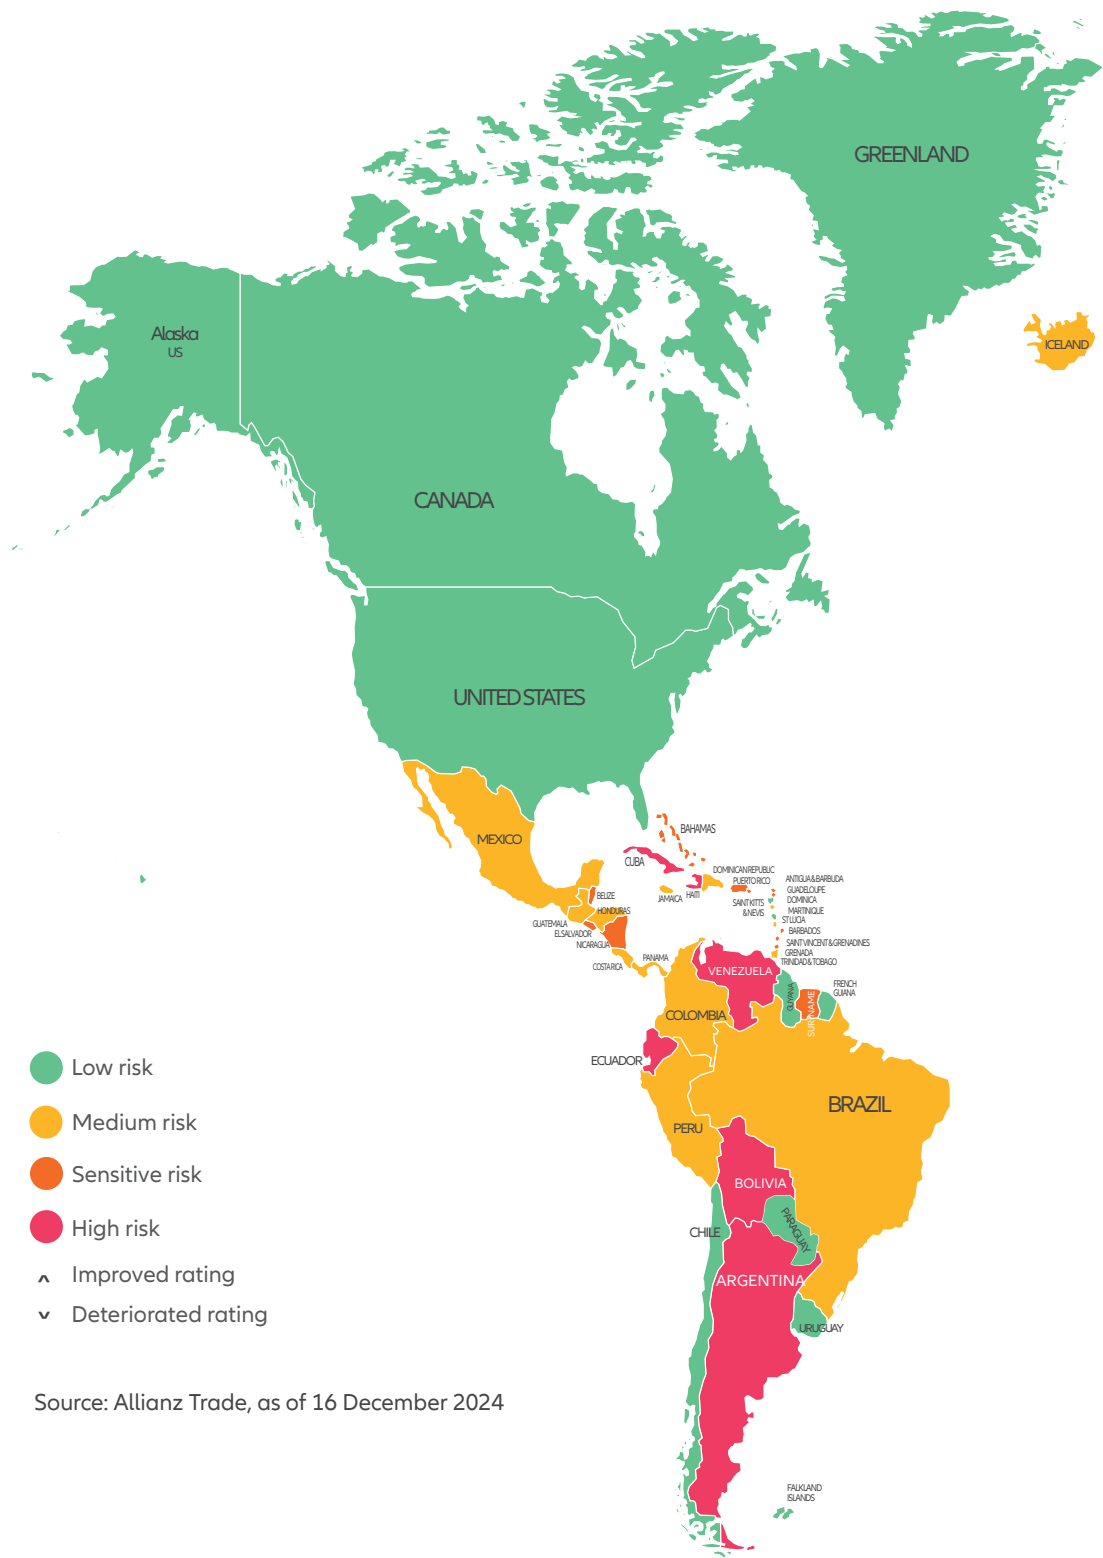 GREENLAND
ICELAND
Alaska
US
CANADA
UNITED STATES
MEXICO
BAHAMAS
CUBA
DOMINICAN REPUBLIC
PUERTO RICO
JAMAICA
HAITI
SAINT KITTS
& NEVIS
ANTIGUA & BARBUDA
GUADELOUPE
DOMINICA
MARTINIQUE
ST LUCIA
BARBADOS
SAINT VINCENT & GRENADINES
GRENADA
TRINIDAD & TOBAGO
BELIZE
HONDURAS
GUATEMALA
EL SALVADOR
NICARAGUA
COSTA RICA
PANAMA
VENEZUELA
GUYANA
SURINAME
FRENCH
GUIANA
COLOMBIA
ECUADOR
BRAZIL
PERU
BOLIVIA
PARAGUAY
CHILE
ARGENTINA
URUGUAY
FALKLAND
ISLANDS
Low risk
Medium risk
Sensitive risk
High risk
Improved rating
Deteriorated rating
Source: Allianz Trade, as of 16 December 2024